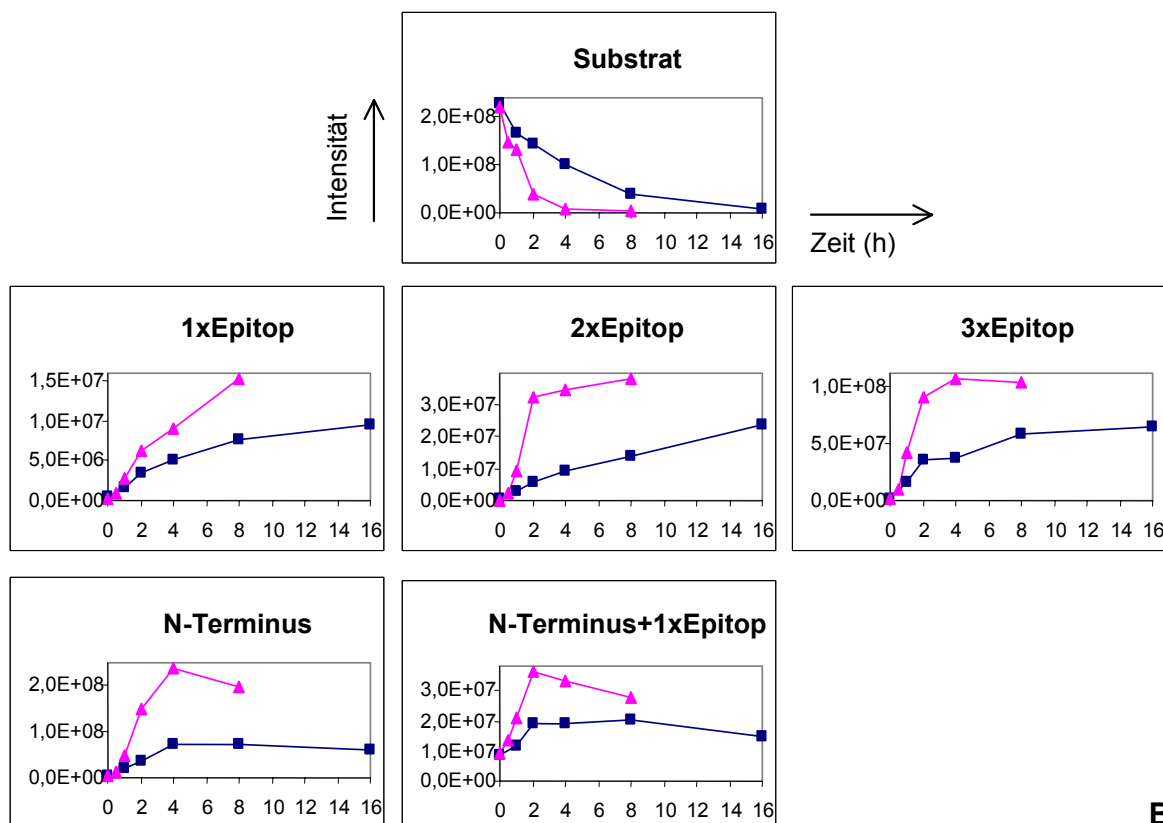 Substrat
Intensität
2,0E+08
1,0E+08
0,0E+00
0 2 4 6 8 10 12 14 16
Zeit (h)
1xEpitop
1,5E+07
1,0E+07
5,0E+06
0,0E+00
0 2 4 6 8 10 12 14 16
2xEpitop
3,0E+07
2,0E+07
1,0E+07
0,0E+00
0 2 4 6 8 10 12 14 16
3xEpitop
1,0E+08
5,0E+07
0,0E+00
0 2 4 6 8 10 12 14 16
N-Terminus
2,0E+08
1,0E+08
0,0E+00
0 2 4 6 8 10 12 14 16
N-Terminus+1xEpitop
3,0E+07
2,0E+07
1,0E+07
0,0E+00
0 2 4 6 8 10 12 14 16